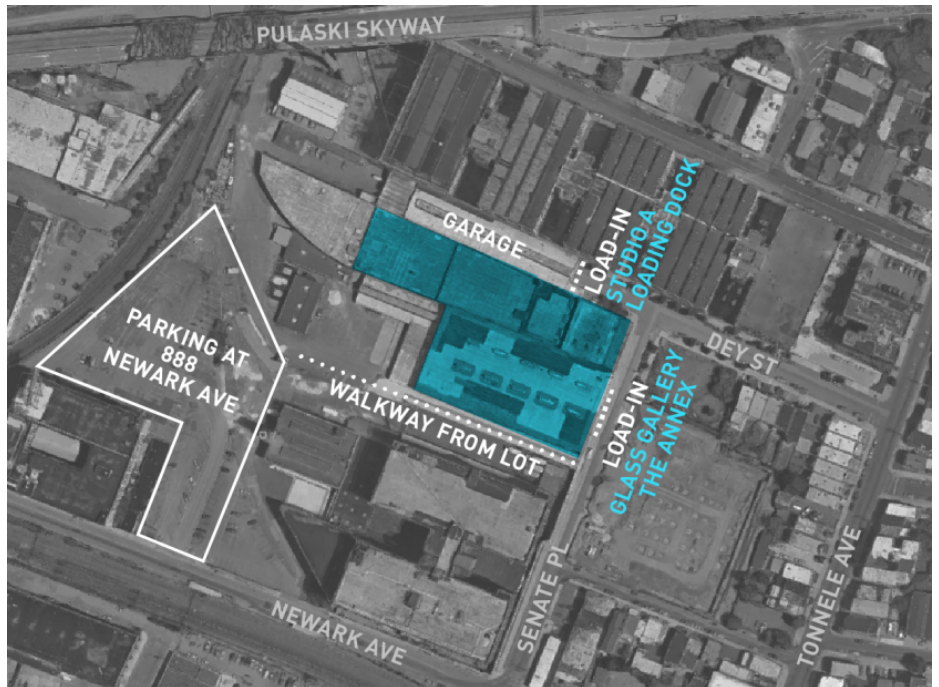 PULASKI SKYWAY
GARAGE
LOAD-IN
STUDIO A
LOADING DOCK
PARKING AT
888
NEWARK AVE
DEY ST
WALKWAY FROM LOT
LOAD-IN
GLASS GALLERY
THE ANNEX
SENATE PL
TONNELE AVE
NEWARK AVE